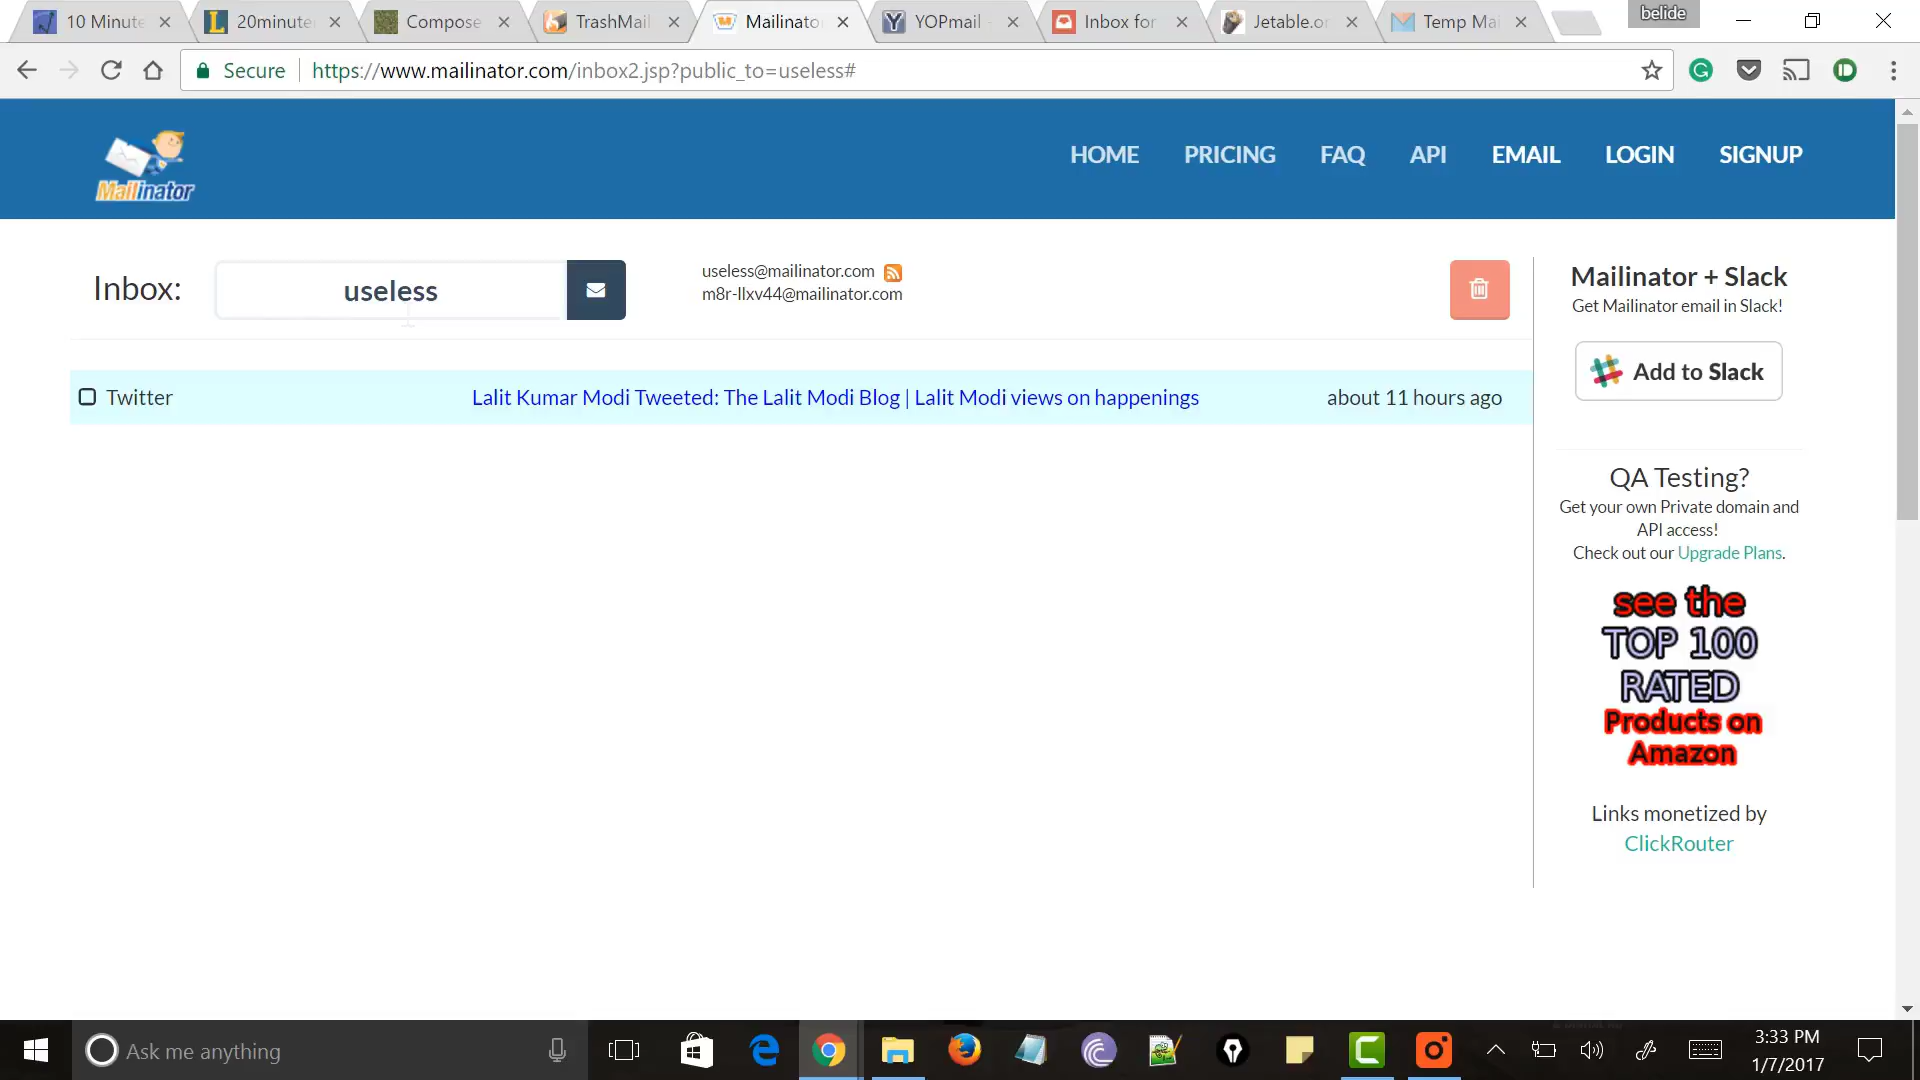 10 Minute
20minute
Compose
TrashMail
Mailinato
YOPmail
Inbox for
Jetable.or
Temp Mai
belide
Secure
https://www.mailinator.com/inbox2.jsp?public_to=useless#
Mailinator
HOME
PRICING
FAQ
API
EMAIL
LOGIN
SIGNUP
Inbox:
useless
useless@mailinator.com
m8r-llxv44@mailinator.com
Twitter
Lalit Kumar Modi Tweeted: The Lalit Modi Blog | Lalit Modi views on happenings
about 11 hours ago
Mailinator + Slack
Get Mailinator email in Slack!
Add to Slack
QA Testing?
Get your own Private domain and
API access!
Check out our Upgrade Plans.
see the
TOP 100
RATED
Products on
Amazon
Links monetized by
ClickRouter
Ask me anything
3:33 PM
1/7/2017